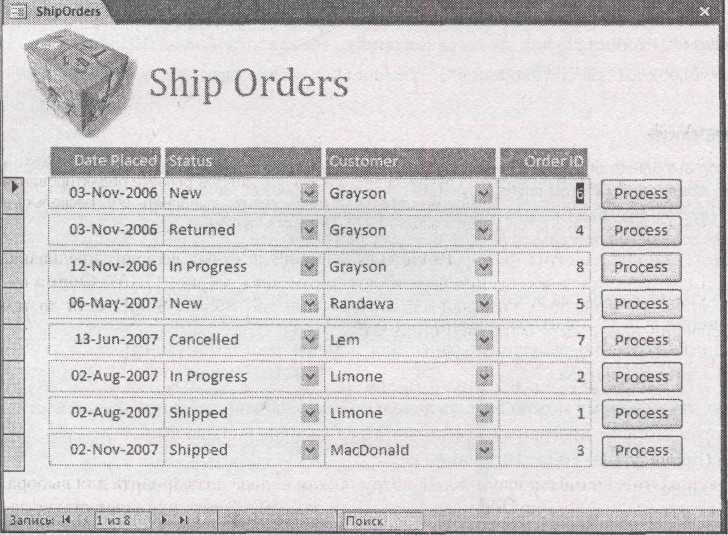 ShipOrders
Ship Orders
Date Placed Status Customer Order ID
03-Nov-2006 New Grayson 6 Process
03-Nov-2006 Returned Grayson 4 Process
12-Nov-2006 In Progress Grayson 8 Process
06-May-2007 New Randawa 5 Process
13-Jun-2007 Cancelled Lem 7 Process
02-Aug-2007 In Progress Limone 2 Process
02-Aug-2007 Shipped Limone 1 Process
02-Nov-2007 Shipped MacDonald 3 Process
Запись: 1 из 8 Поиск